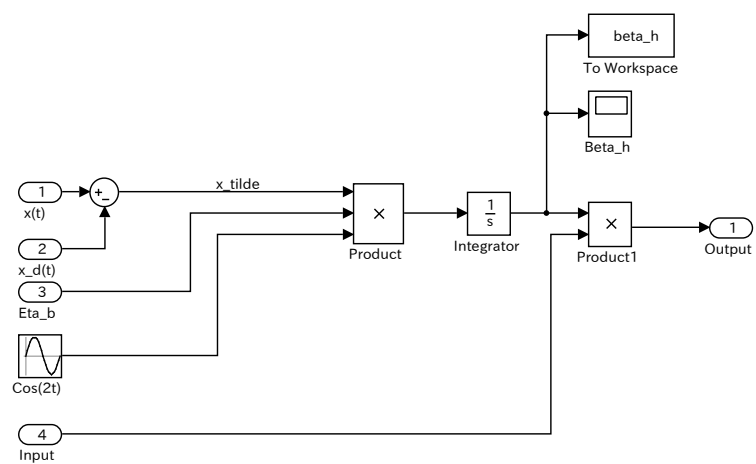 beta_h
To Workspace
Beta_h
1
x(t)
+
−
x_tilde
×
Product
1
s
Integrator
×
Product1
1
Output
2
x_d(t)
3
Eta_b
Cos(2t)
4
Input